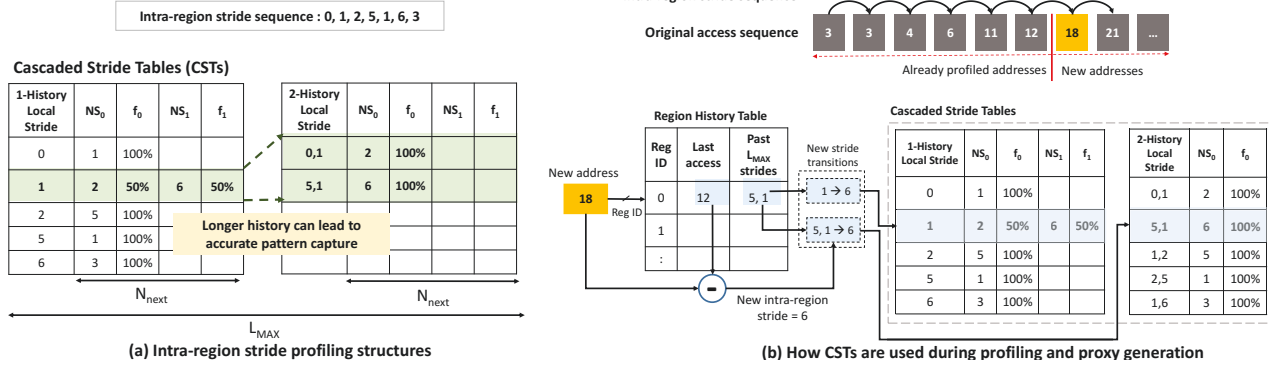 Intra-region stride sequence : 0, 1, 2, 5, 1, 6, 3
Cascaded Stride Tables (CSTs)
1-History Local Stride NS0 f0 NS1 f1
0 1 100%
1 2 50% 6 50%
2 5 100%
5 1 100%
6 3 100%
2-History Local Stride NS0 f0 NS1 f1
0,1 2 100%
5,1 6 100%
Longer history can lead to
accurate pattern capture
Nnext
Nnext
LMAX
(a) Intra-region stride profiling structures
Original access sequence 3 3 4 6 11 12 18 21 ...
Already profiled addresses New addresses
Region History Table
Reg ID Last access Past LMAX strides
0 12 5, 1
1
:
New address
18
Reg ID
New stride
transitions
1 → 6
5, 1 → 6
-
New intra-region
stride = 6
Cascaded Stride Tables
1-History Local Stride NS0 f0 NS1 f1
0 1 100%
1 2 50% 6 50%
2 5 100%
5 1 100%
6 3 100%
2-History Local Stride NS0 f0
0,1 2 100%
5,1 6 100%
1,2 5 100%
2,5 1 100%
1,6 3 100%
(b) How CSTs are used during profiling and proxy generation